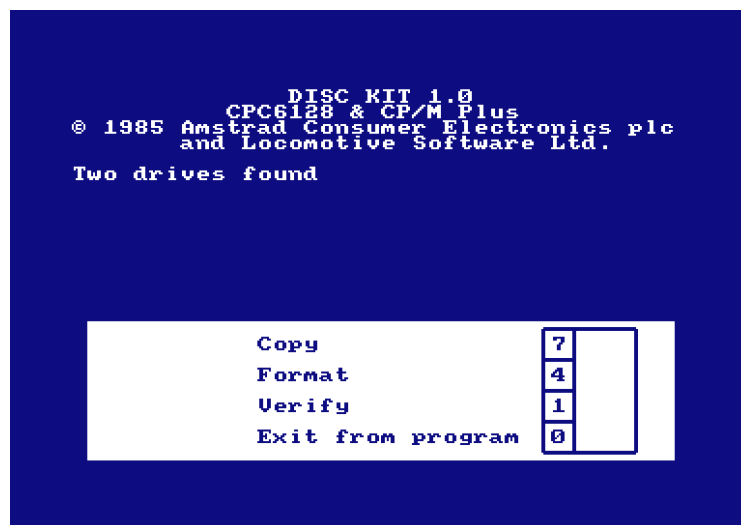 DISC KIT 1.0
CPC6128 & CP/M Plus
© 1985 Amstrad Consumer Electronics plc
and Locomotive Software Ltd.
Two drives found
Copy 7
Format 4
Verify 1
Exit from program 0